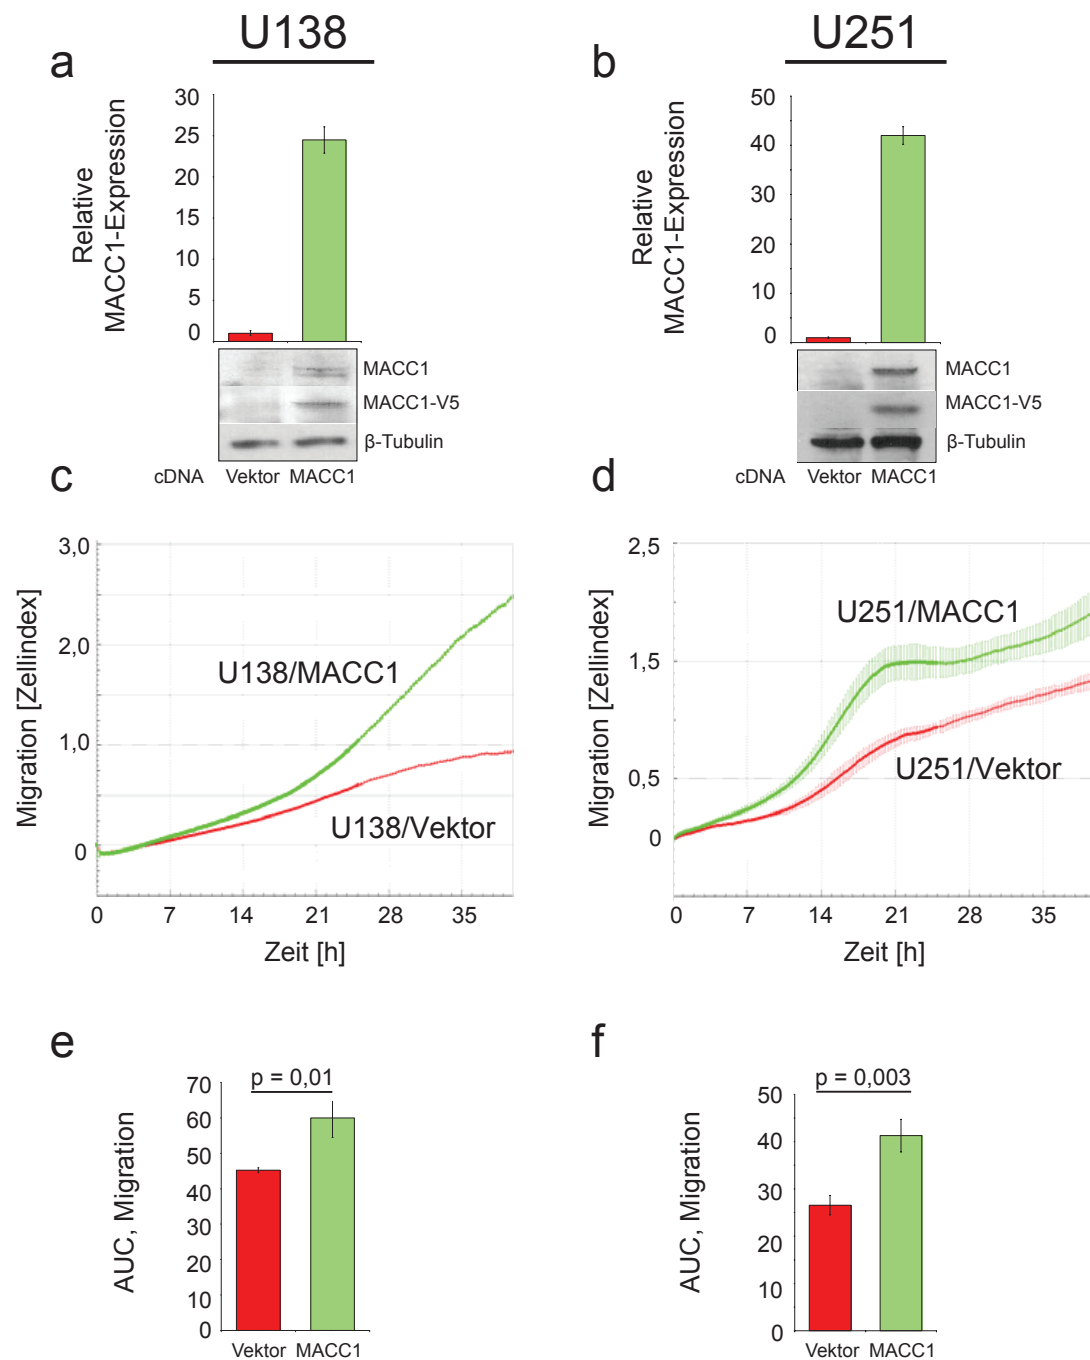 U138
U251
a
b
30
25
20
15
10
5
0
Relative
MACC1-Expression
50
40
30
20
10
0
Relative
MACC1-Expression
MACC1
MACC1-V5
β-Tubulin
cDNA Vektor MACC1
MACC1
MACC1-V5
β-Tubulin
cDNA Vektor MACC1
c
d
3,0
2,0
1,0
0
Migration [Zellindex]
U138/MACC1
U138/Vektor
0 7 14 21 28 35
Zeit [h]
2,5
1,5
0,5
0
Migration [Zellindex]
U251/MACC1
U251/Vektor
0 7 14 21 28 35
Zeit [h]
e
f
p = 0,01
70
60
50
40
30
20
10
0
AUC, Migration
Vektor MACC1
p = 0,003
50
40
30
20
10
0
AUC, Migration
Vektor MACC1